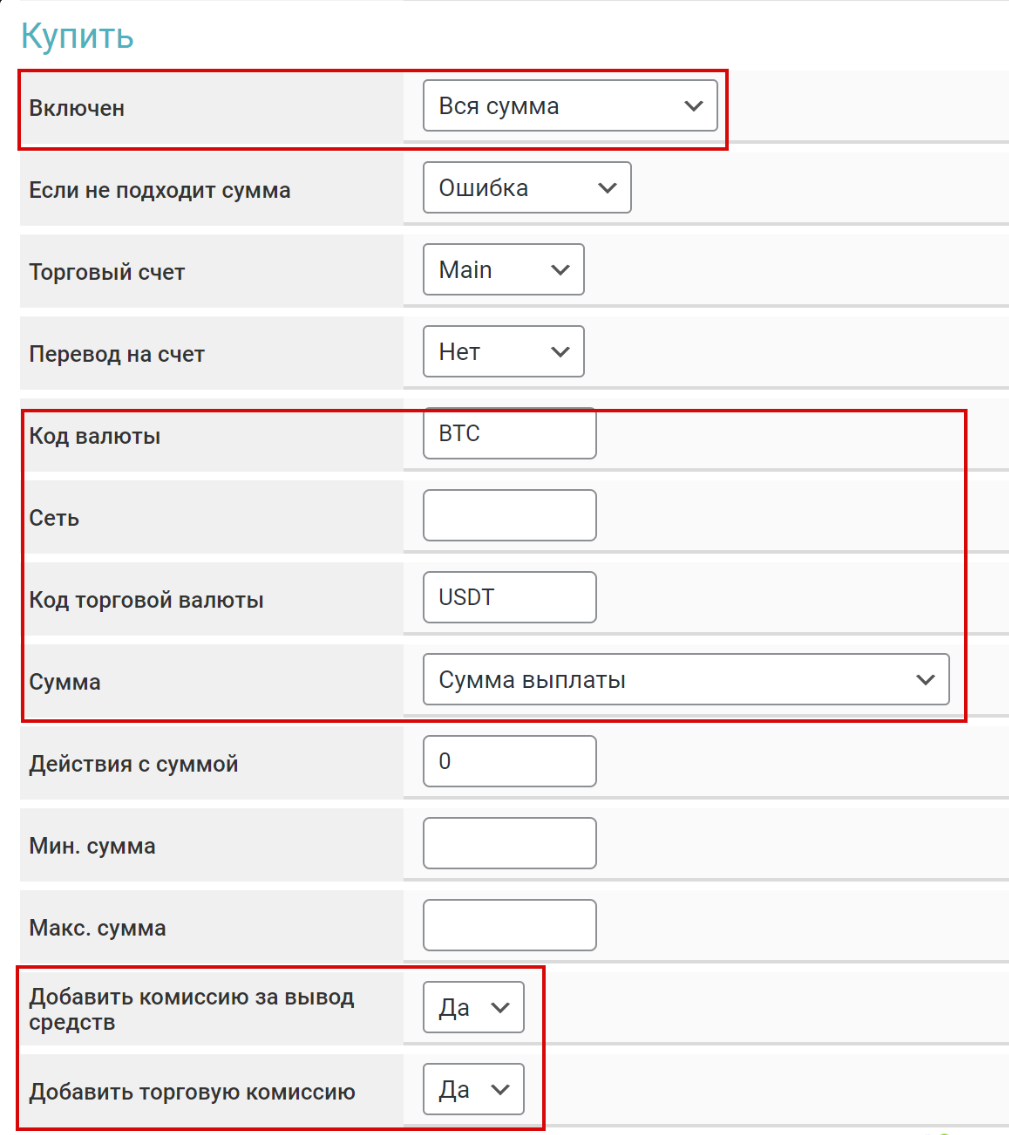 Купить
Включен
Вся сумма
Если не подходит сумма
Ошибка
Торговый счет
Main
Перевод на счет
Нет
Код валюты
BTC
Сеть
Код торговой валюты
USDT
Сумма
Сумма выплаты
Действия с суммой
0
Мин. сумма
Макс. сумма
Добавить комиссию за вывод
средств
Да
Добавить торговую комиссию
Да